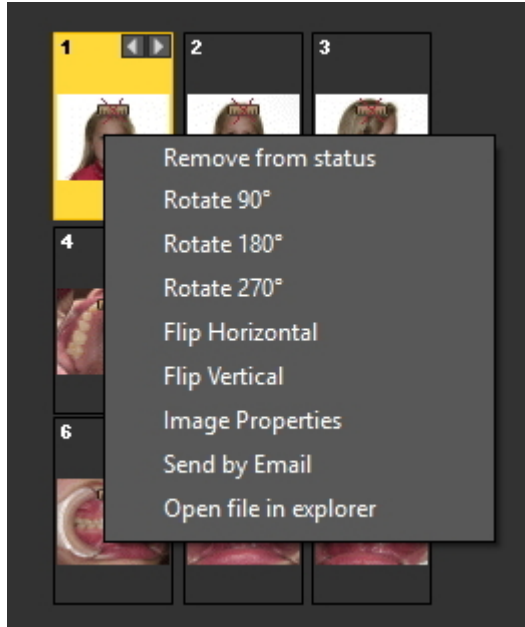 1
2
3
Remove from status
Rotate 90°
Rotate 180°
4
Rotate 270°
Flip Horizontal
Flip Vertical
Image Properties
6
Send by Email
Open file in explorer